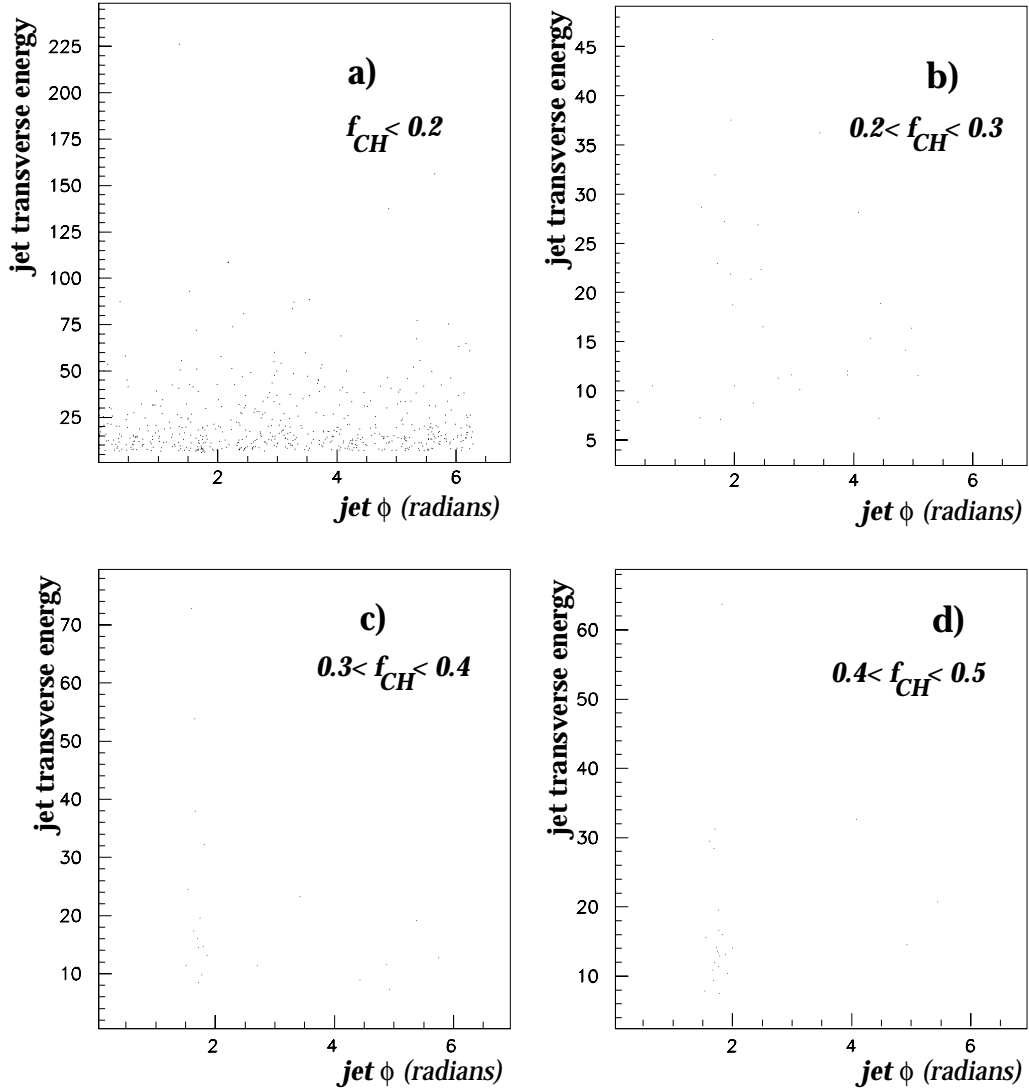 jet transverse energy
225
200
175
150
125
100
75
50
25
2 4 6
jet ϕ (radians)
a)
f_CH < 0.2
jet transverse energy
45
40
35
30
25
20
15
10
5
2 4 6
jet ϕ (radians)
b)
0.2< f_CH < 0.3
jet transverse energy
70
60
50
40
30
20
10
2 4 6
jet ϕ (radians)
c)
0.3< f_CH < 0.4
jet transverse energy
60
50
40
30
20
10
2 4 6
jet ϕ (radians)
d)
0.4< f_CH < 0.5